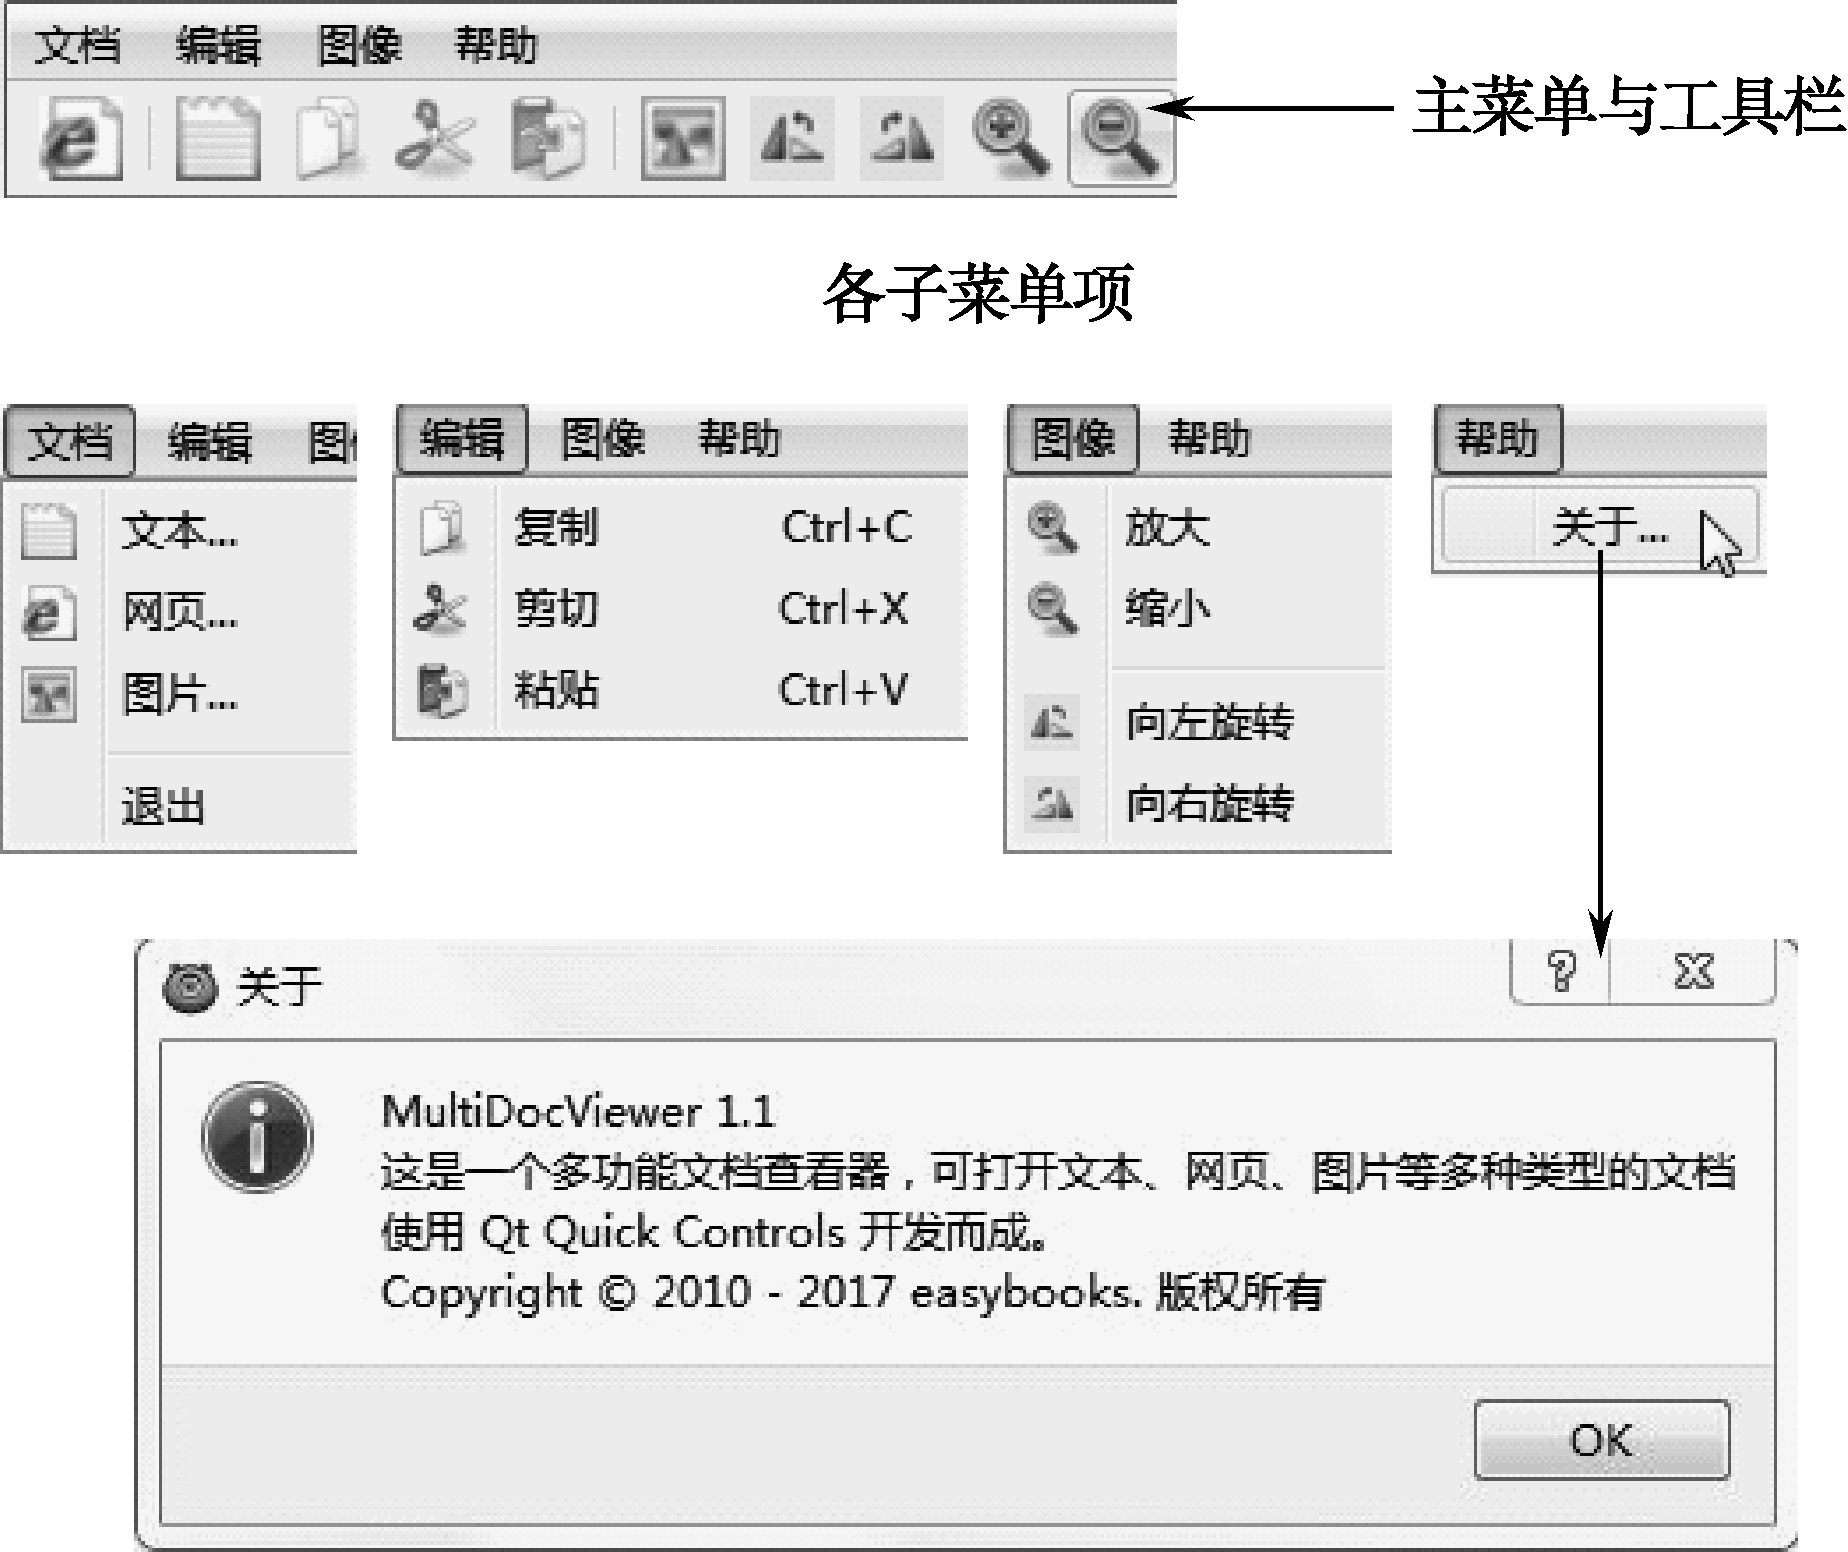 文档 编辑 图像 帮助
主菜单与工具栏
各子菜单项
文档 编辑 图
文本...
网页...
图片...
退出
编辑 图像 帮助
复制 Ctrl+C
剪切 Ctrl+X
粘贴 Ctrl+V
图像 帮助
放大
缩小
向左旋转
向右旋转
帮助
关于...
关于
MultiDocViewer 1.1
这是一个多功能文档查看器，可打开文本、网页、图片等多种类型的文档
使用 Qt Quick Controls 开发而成。
Copyright © 2010 - 2017 easybooks. 版权所有
OK